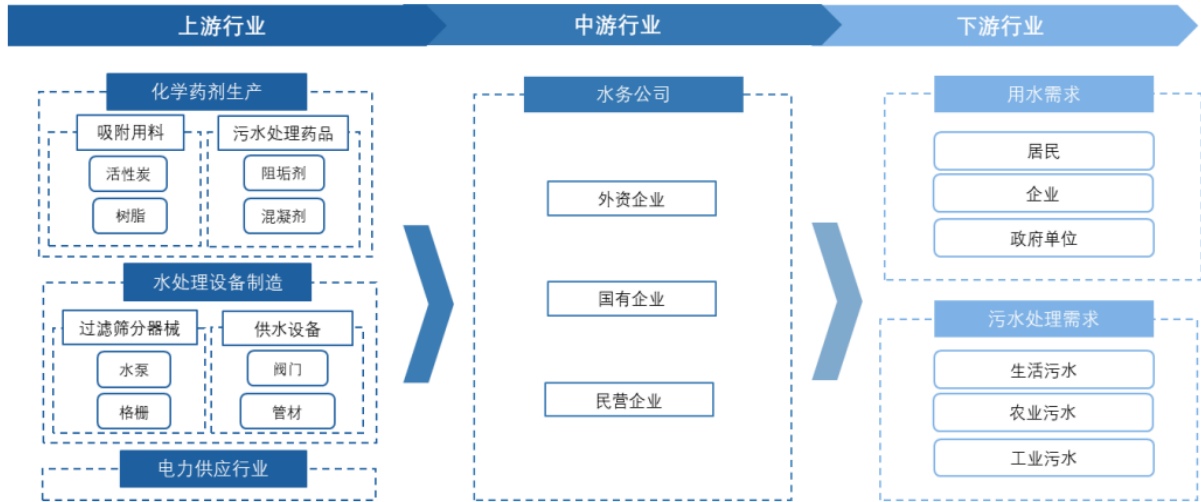 上游行业
中游行业
下游行业
化学药剂生产
吸附用料
污水处理药品
活性炭
阻垢剂
树脂
混凝剂
水处理设备制造
过滤筛分器械
供水设备
水泵
阀门
格栅
管材
电力供应行业
水务公司
外资企业
国有企业
民营企业
用水需求
居民
企业
政府单位
污水处理需求
生活污水
农业污水
工业污水